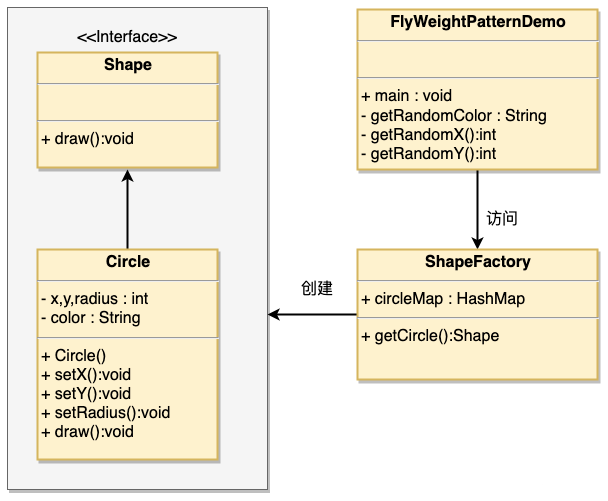 <<Interface>>
Shape
+ draw():void
Circle
- x,y,radius : int
- color : String
+ Circle()
+ setX():void
+ setY():void
+ setRadius():void
+ draw():void
FlyWeightPatternDemo
+ main : void
- getRandomColor : String
- getRandomX():int
- getRandomY():int
访问
ShapeFactory
+ circleMap : HashMap
+ getCircle():Shape
创建